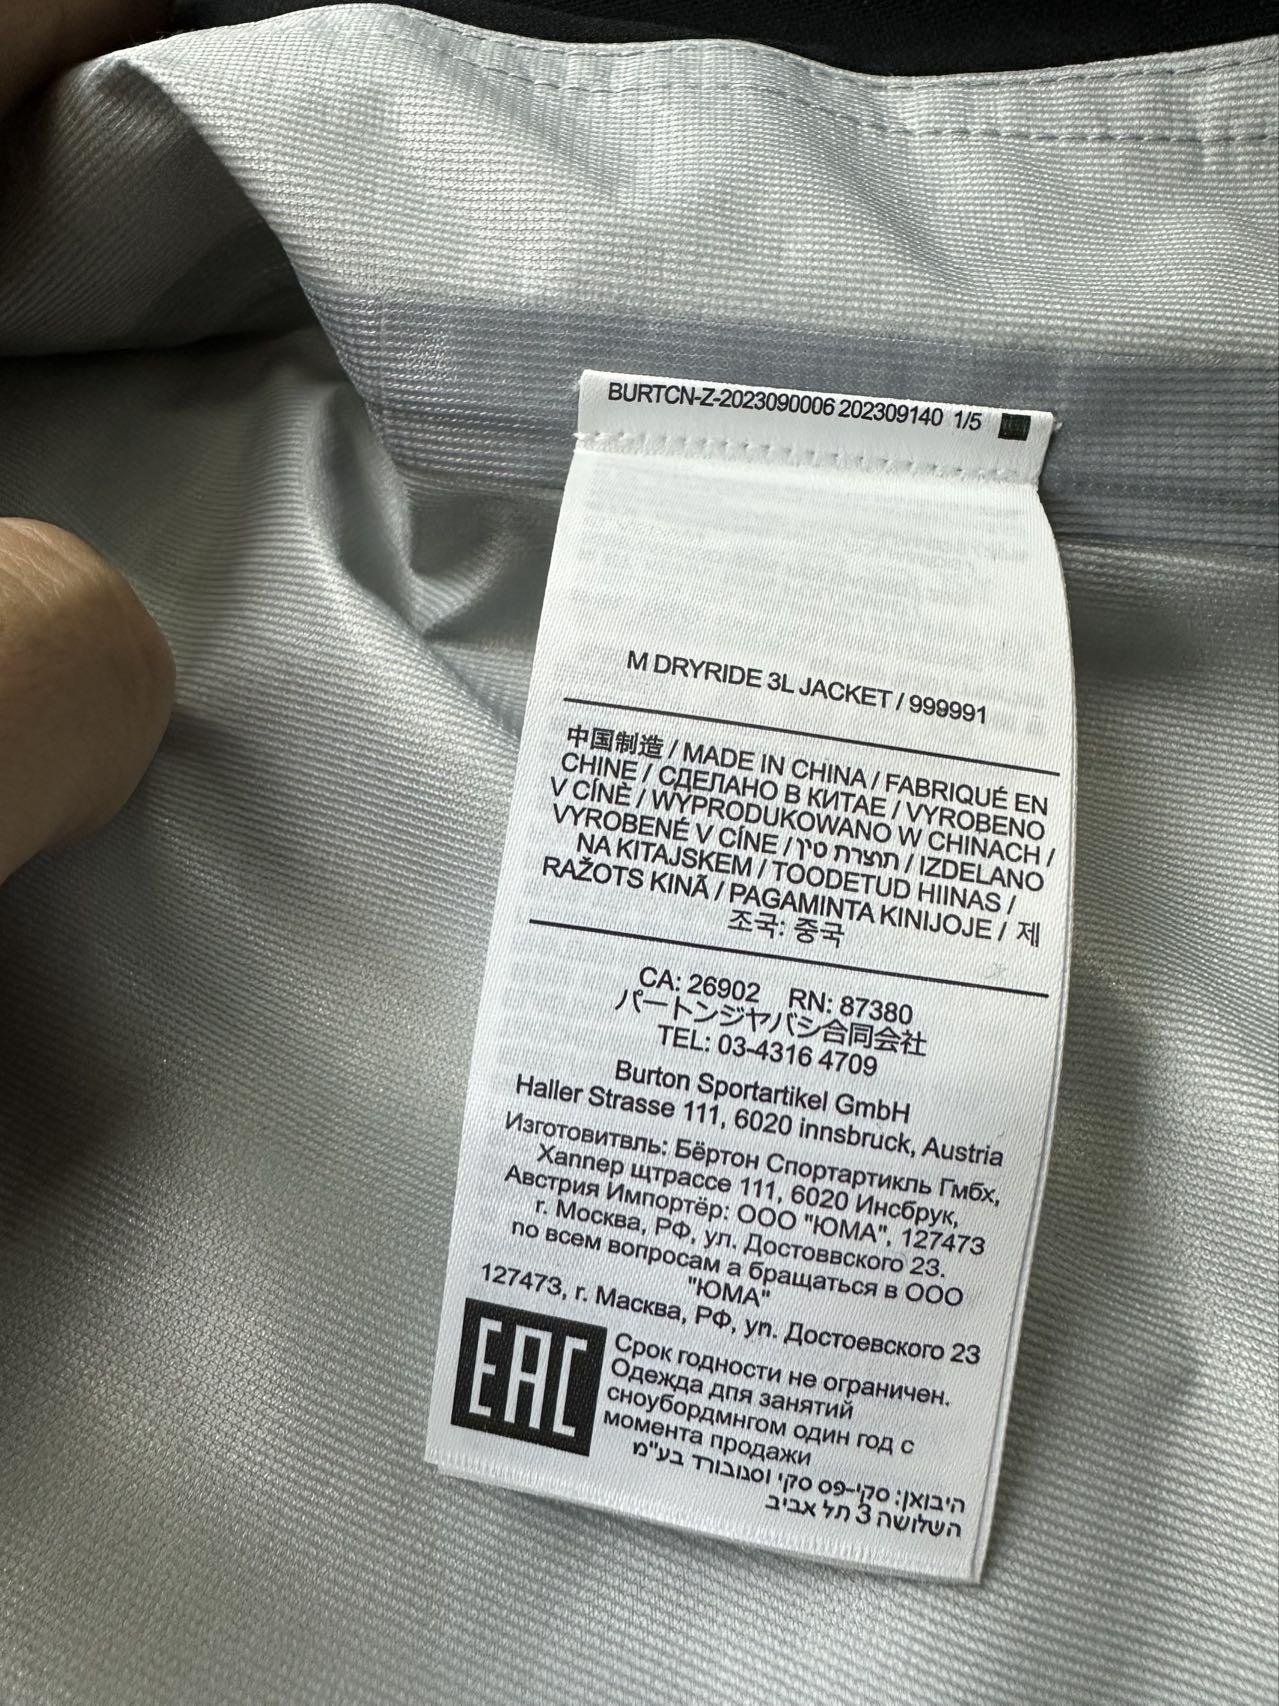 BURTCN-Z-2023090006 202309140 1/5
M DRYRIDE 3L JACKET / 999991
中国制造 / MADE IN CHINA / FABRIQUÉ EN
CHINE / СДЕЛАНО В КИТАЕ / VYROBENO
V CÍNĚ / WYPRODUKOWANO W CHINACH /
VYROBENÉ V CÍNE / תוצרת סין / IZDELANO
NA KITAJSKEM / TOODETUD HIINAS /
RAŽOTS KINĀ / PAGAMINTA KINIJOJE / 제
조국: 중국
CA: 26902 RN: 87380
パートンジヤバシ合同会社
TEL: 03-4316 4709
Burton Sportartikel GmbH
Haller Strasse 111, 6020 innsbruck, Austria
Изготовитвль: Бёртон Спортартикль Гмбх,
Хаппер щтрассе 111, 6020 Инсбрук,
Австрия Импортёр: ООО "ЮМА", 127473
г. Москва, РФ, ул. Достоввского 23.
по всем вопросам а бращаться в ООО
"ЮМА"
127473, г. Масква, РФ, уп. Достоевского 23
EAC
Срок годности не ограничен.
Одежда дпя занятий
сноубордмнгом один год с
момента продажи
היבואן: סקי-פס סקי וסנובורד בע"מ
השלושה 3 תל אביב